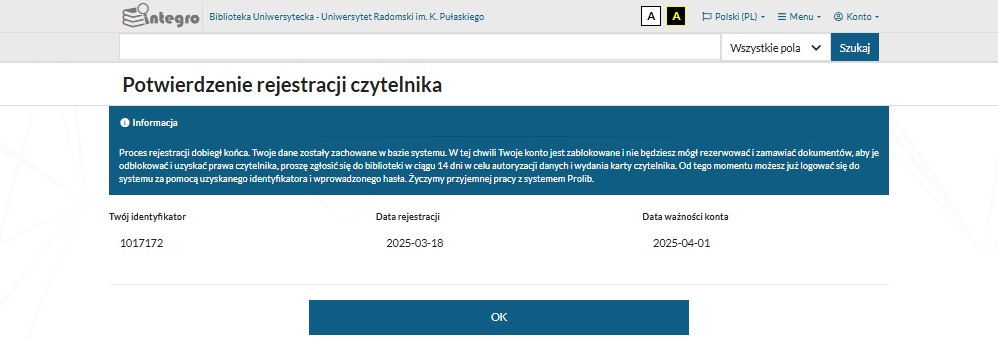 integro Biblioteka Uniwersytecka - Uniwersytet Radomski im. K. Pułaskiego A A Polski (PL) Menu Konto
Wszystkie pola Szukaj
Potwierdzenie rejestracji czytelnika
Informacja
Proces rejestracji dobiegł końca. Twoje dane zostały zachowane w bazie systemu. W tej chwili Twoje konto jest zablokowane i nie będziesz mógł rezerwować i zamawiać dokumentów, aby je
odblokować i uzyskać prawa czytelnika, proszę zgłosić się do biblioteki w ciągu 14 dni w celu autoryzacji danych i wydania karty czytelnika. Od tego momentu możesz już logować się do
systemu za pomocą uzyskanego identyfikatora i wprowadzonego hasła. Życzymy przyjemnej pracy z systemem Prolib.
Twój identyfikator Data rejestracji Data ważności konta
1017172 2025-03-18 2025-04-01
OK